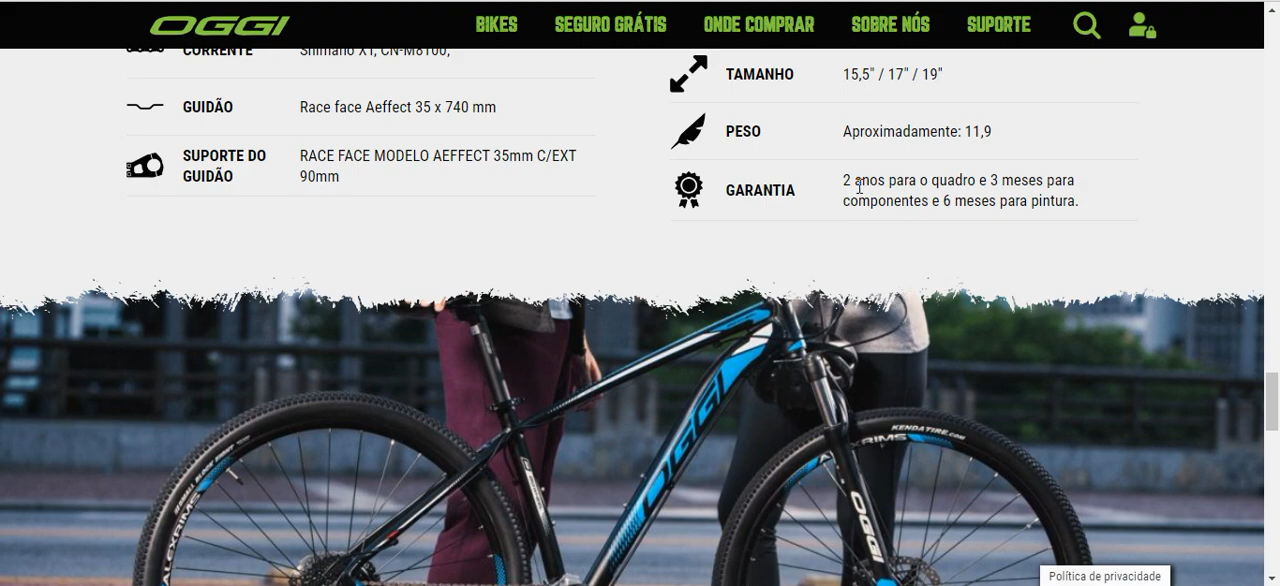 OGGI
BIKES
SEGURO GRÁTIS
ONDE COMPRAR
SOBRE NÓS
SUPORTE
CORRENTE
Shimano XT, CN-M8100,
GUIDÃO
Race face Aeffect 35 x 740 mm
SUPORTE DO
GUIDÃO
RACE FACE MODELO AEFFECT 35mm C/EXT
90mm
TAMANHO
15,5" / 17" / 19"
PESO
Aproximadamente: 11,9
GARANTIA
2 anos para o quadro e 3 meses para
componentes e 6 meses para pintura.
OGGI
KENDATIRE.COM
OGGI
Política de privacidade